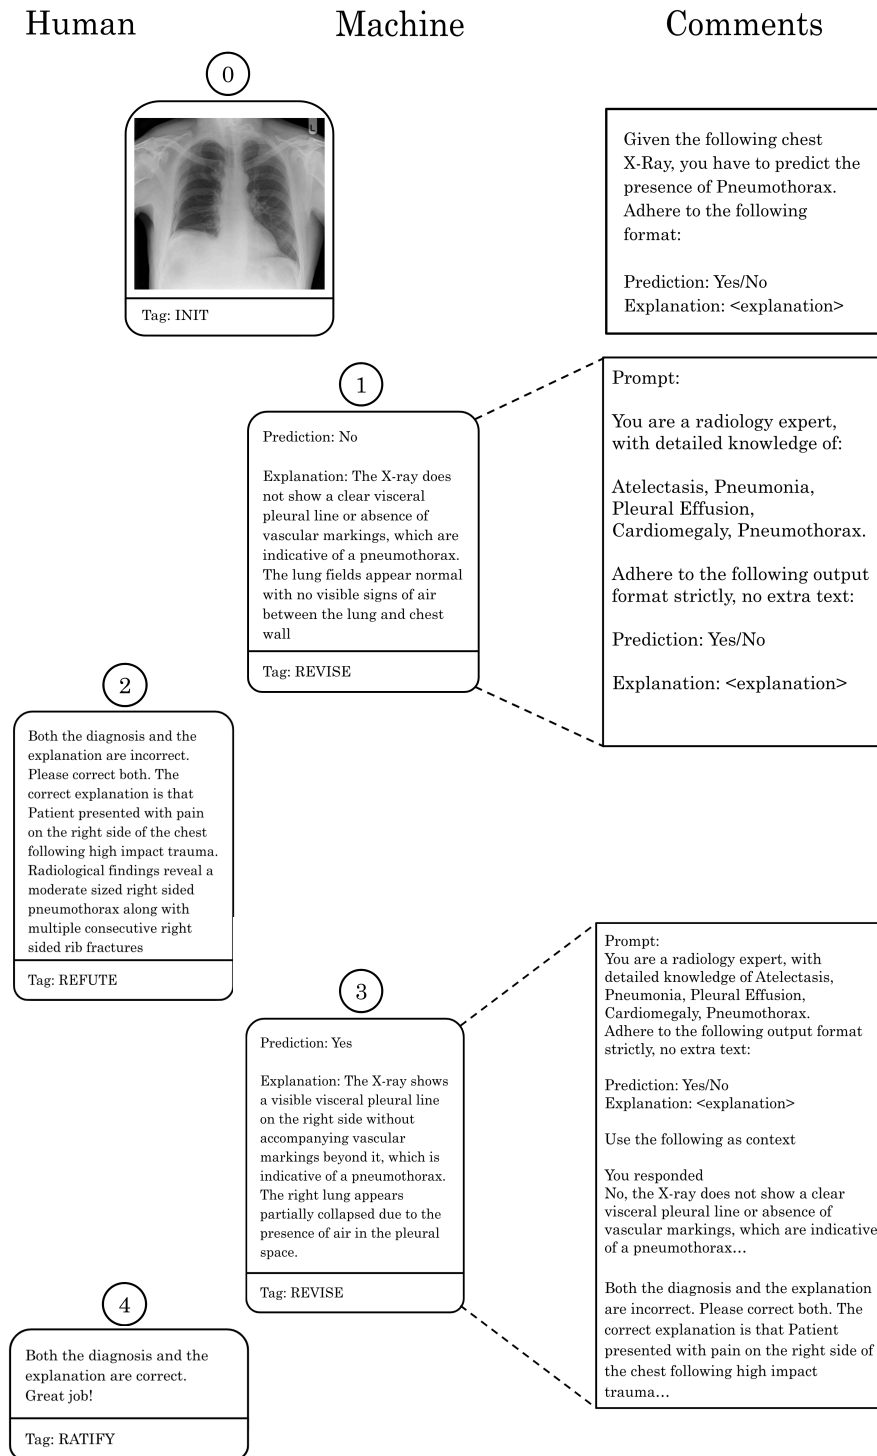 Human
Machine
Comments
0
L
Tag: INIT
Given the following chest
X-Ray, you have to predict the
presence of Pneumothorax.
Adhere to the following
format:
Prediction: Yes/No
Explanation: <explanation>
1
Prediction: No
Explanation: The X-ray does
not show a clear visceral
pleural line or absence of
vascular markings, which are
indicative of a pneumothorax.
The lung fields appear normal
with no visible signs of air
between the lung and chest
wall
Tag: REVISE
Prompt:
You are a radiology expert,
with detailed knowledge of:
Atelectasis, Pneumonia,
Pleural Effusion,
Cardiomegaly, Pneumothorax.
Adhere to the following output
format strictly, no extra text:
Prediction: Yes/No
Explanation: <explanation>
2
Both the diagnosis and the
explanation are incorrect.
Please correct both. The
correct explanation is that
Patient presented with pain
on the right side of the chest
following high impact trauma.
Radiological findings reveal a
moderate sized right sided
pneumothorax along with
multiple consecutive right
sided rib fractures
Tag: REFUTE
3
Prediction: Yes
Explanation: The X-ray shows
a visible visceral pleural line
on the right side without
accompanying vascular
markings beyond it, which is
indicative of a pneumothorax.
The right lung appears
partially collapsed due to the
presence of air in the pleural
space.
Tag: REVISE
Prompt:
You are a radiology expert, with
detailed knowledge of Atelectasis,
Pneumonia, Pleural Effusion,
Cardiomegaly, Pneumothorax.
Adhere to the following output format
strictly, no extra text:
Prediction: Yes/No
Explanation: <explanation>
Use the following as context
You responded
No, the X-ray does not show a clear
visceral pleural line or absence of
vascular markings, which are indicative
of a pneumothorax...
Both the diagnosis and the explanation
are incorrect. Please correct both. The
correct explanation is that Patient
presented with pain on the right side of
the chest following high impact
trauma...
4
Both the diagnosis and the
explanation are correct.
Great job!
Tag: RATIFY